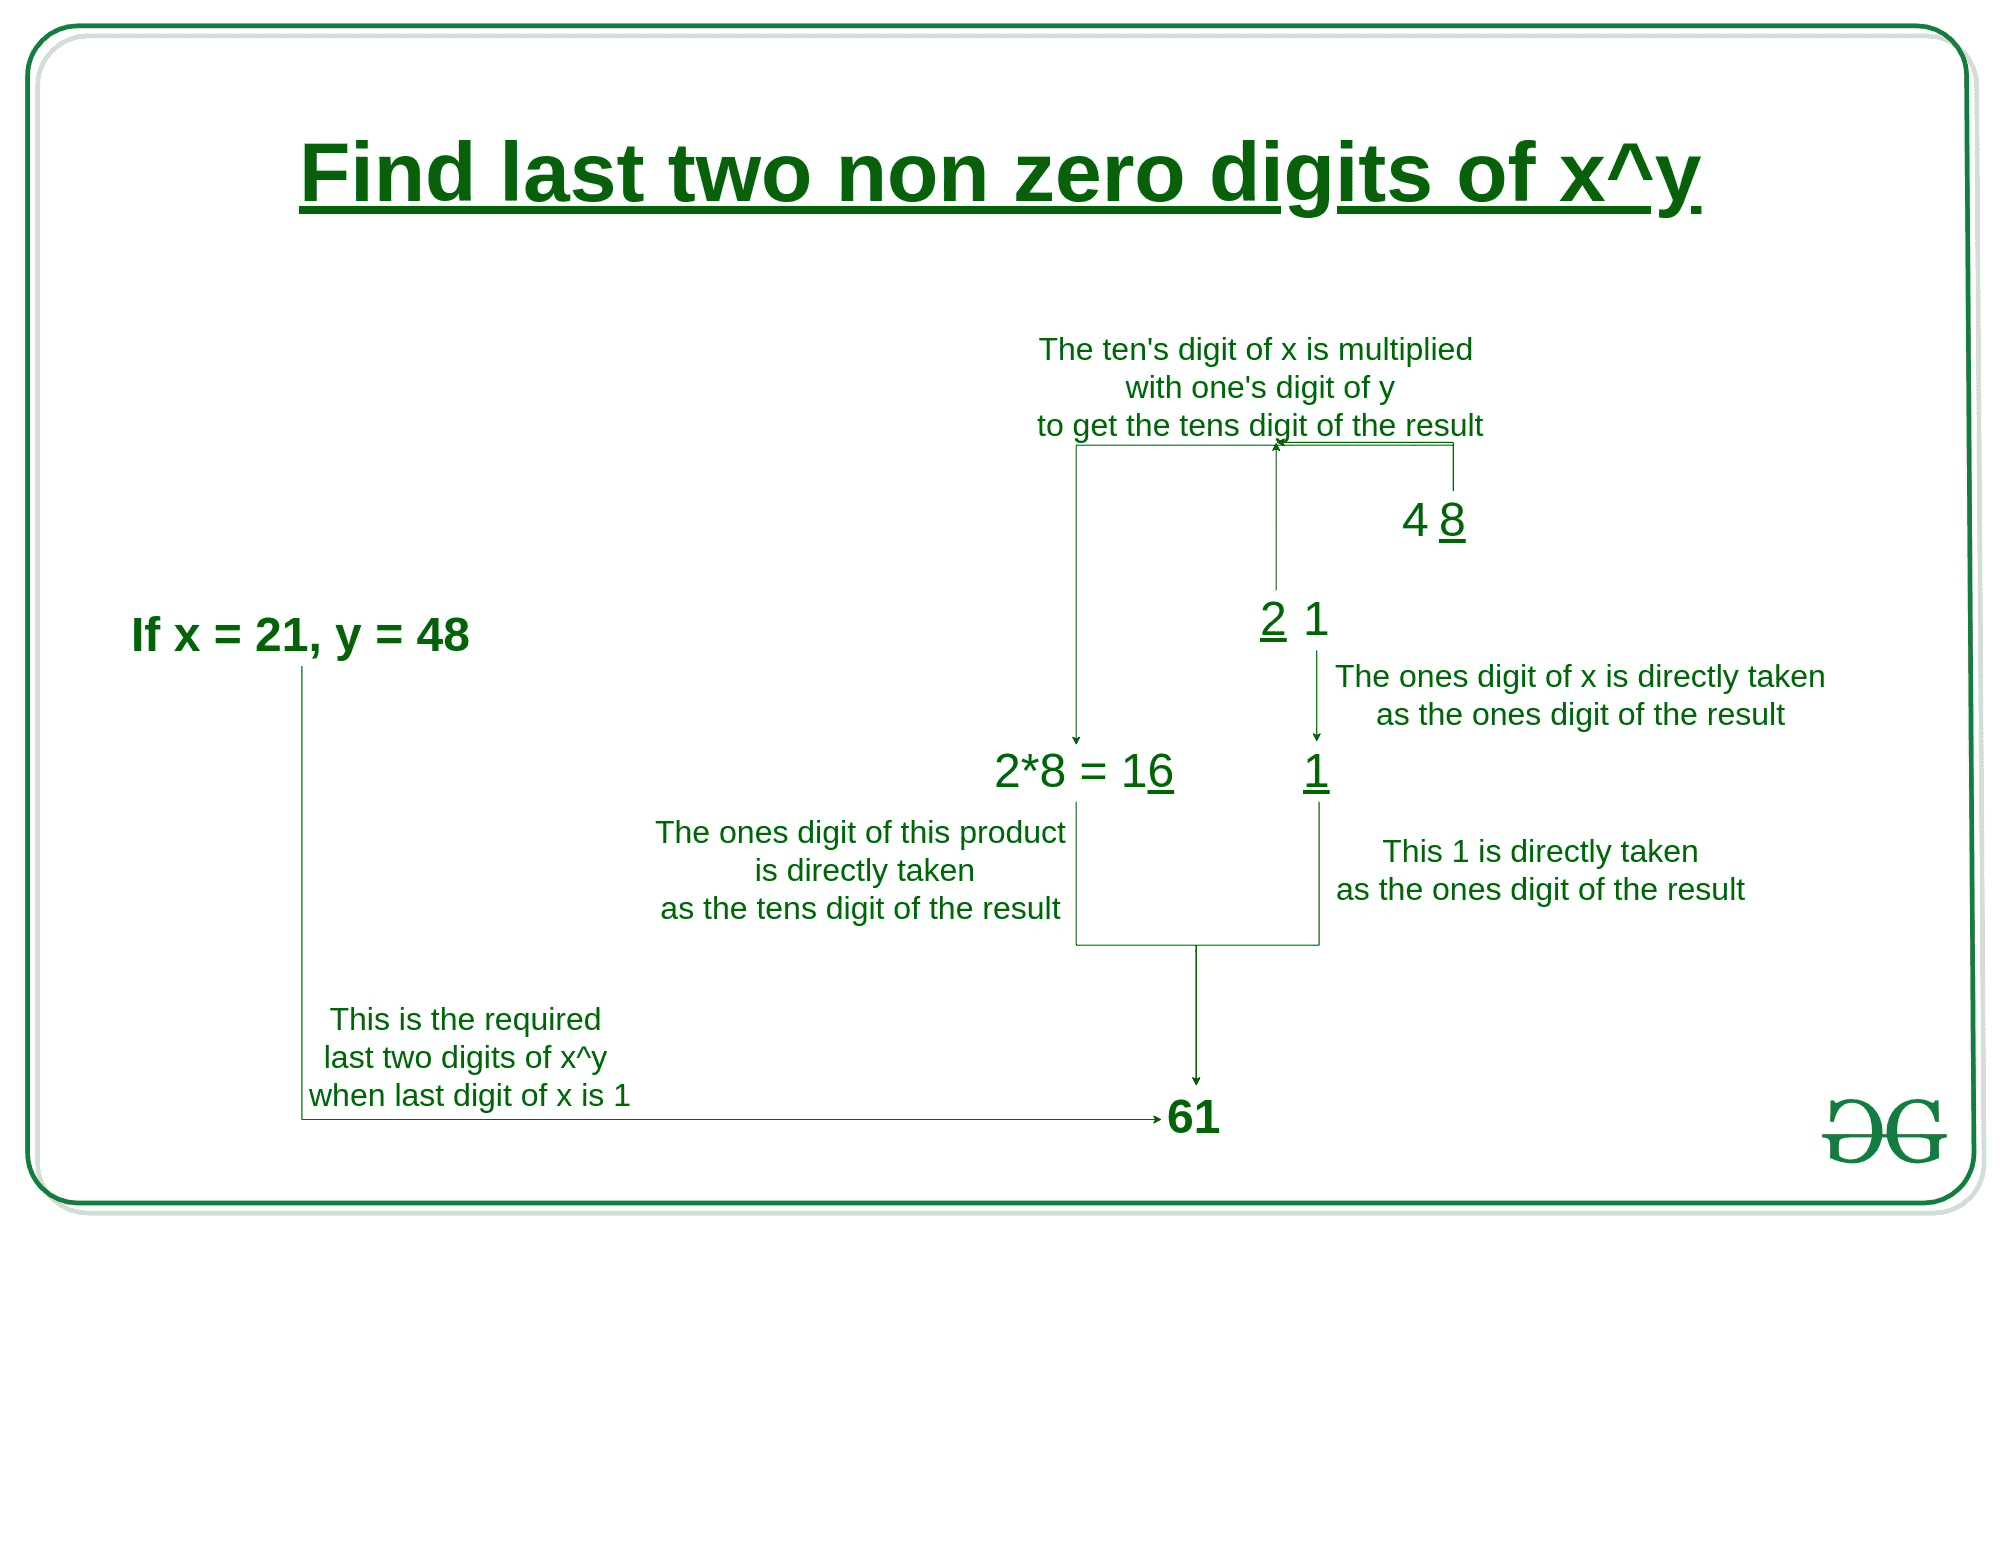 Find last two non zero digits of x^y
The ten's digit of x is multiplied
with one's digit of y
to get the tens digit of the result
4 8
If x = 21, y = 48
2 1
The ones digit of x is directly taken
as the ones digit of the result
2*8 = 16
1
The ones digit of this product
is directly taken
as the tens digit of the result
This 1 is directly taken
as the ones digit of the result
This is the required
last two digits of x^y
when last digit of x is 1
61